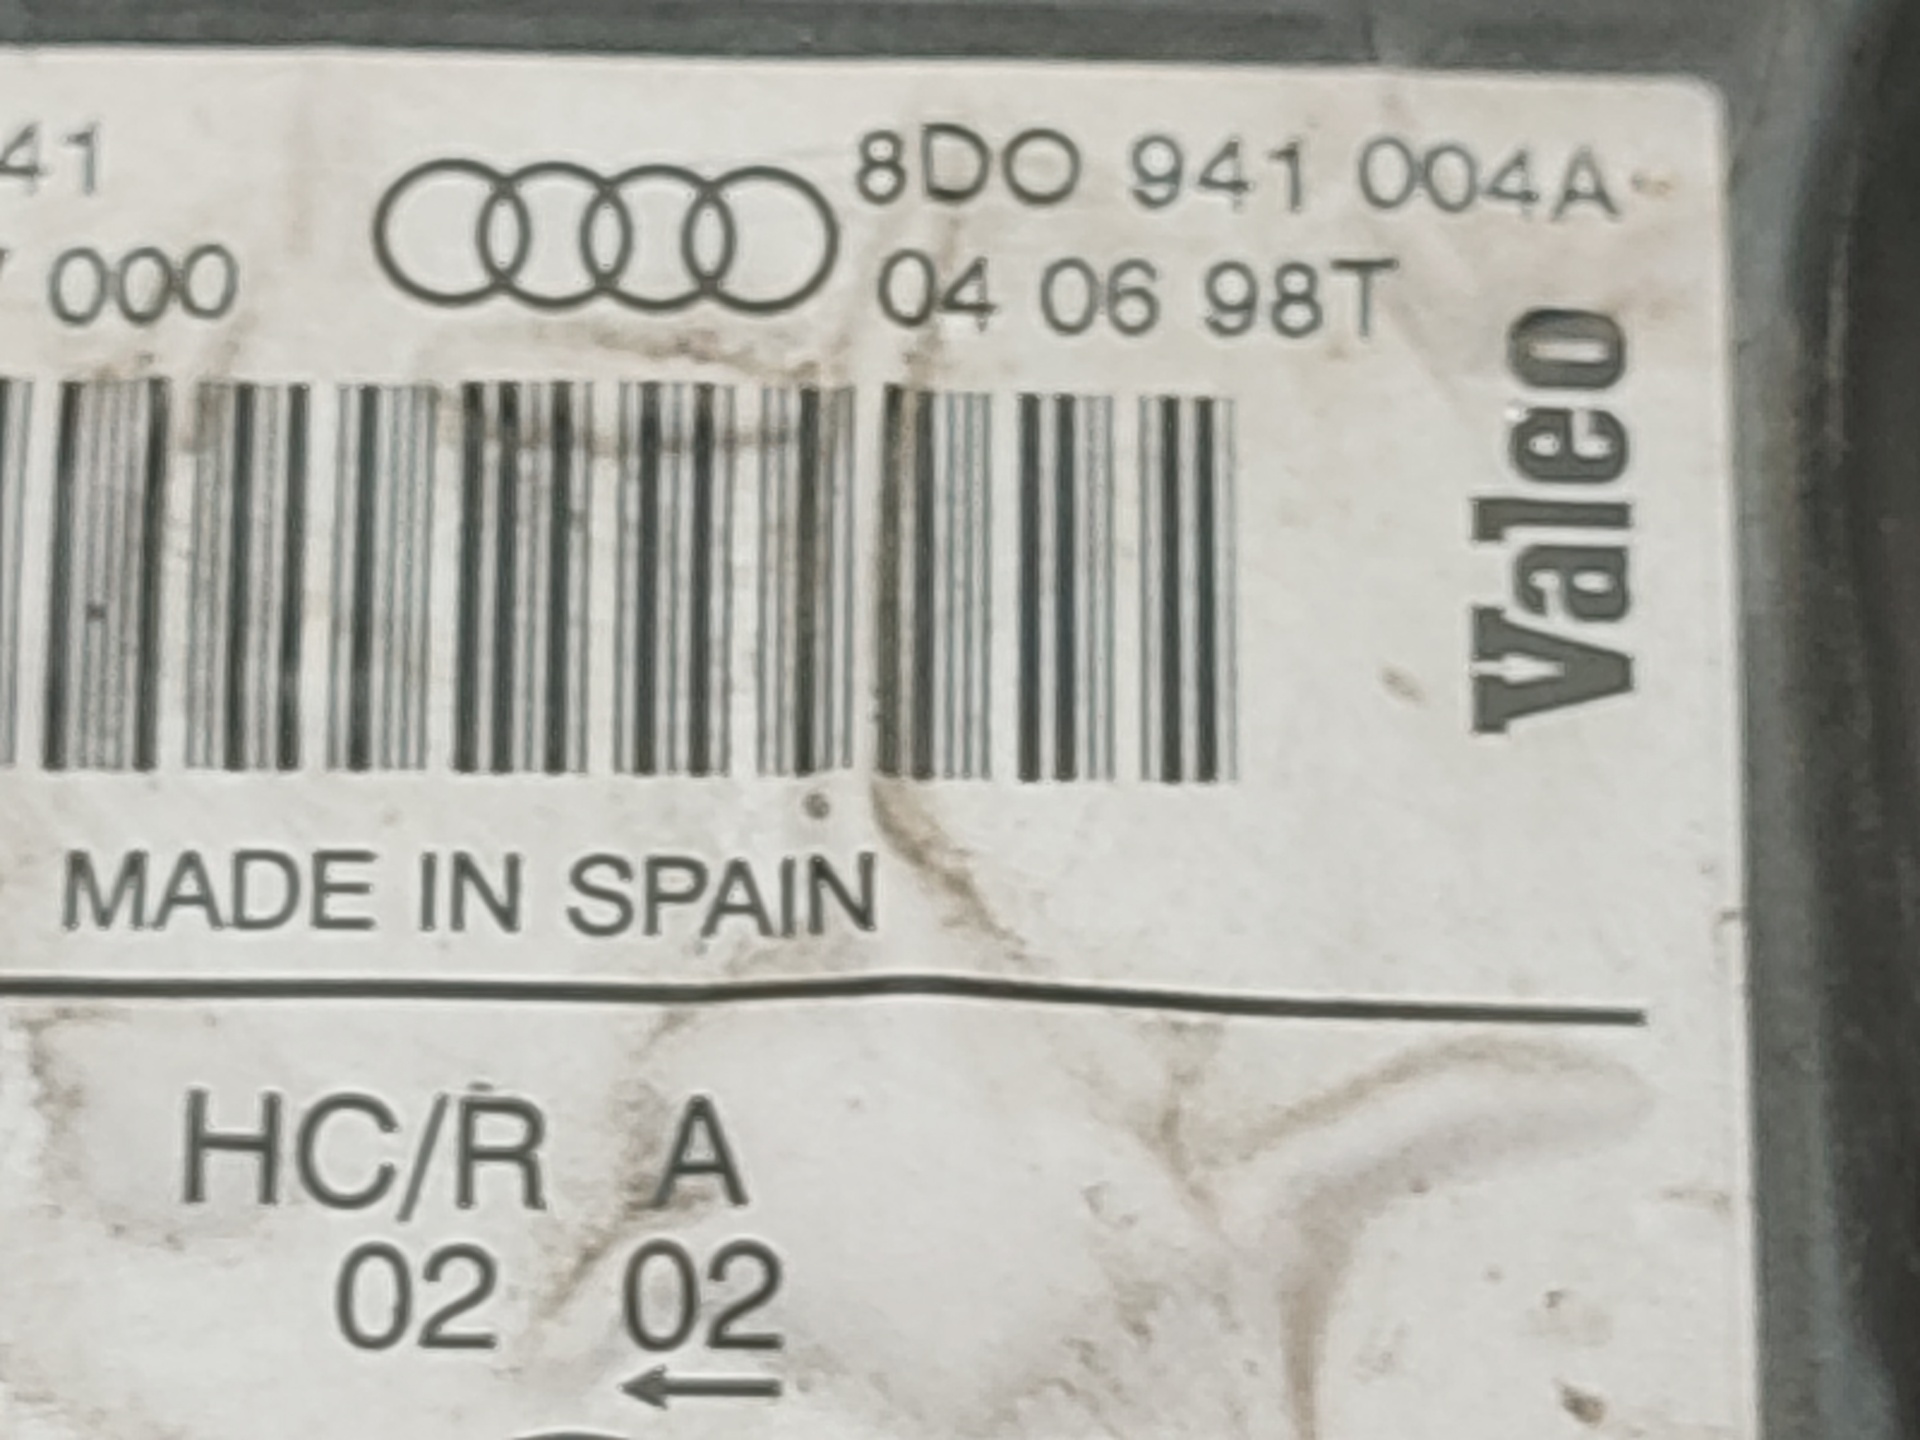 41
8DO 941 004A
000
04 06 98T
Valeo
MADE IN SPAIN
HC/R A
02 02